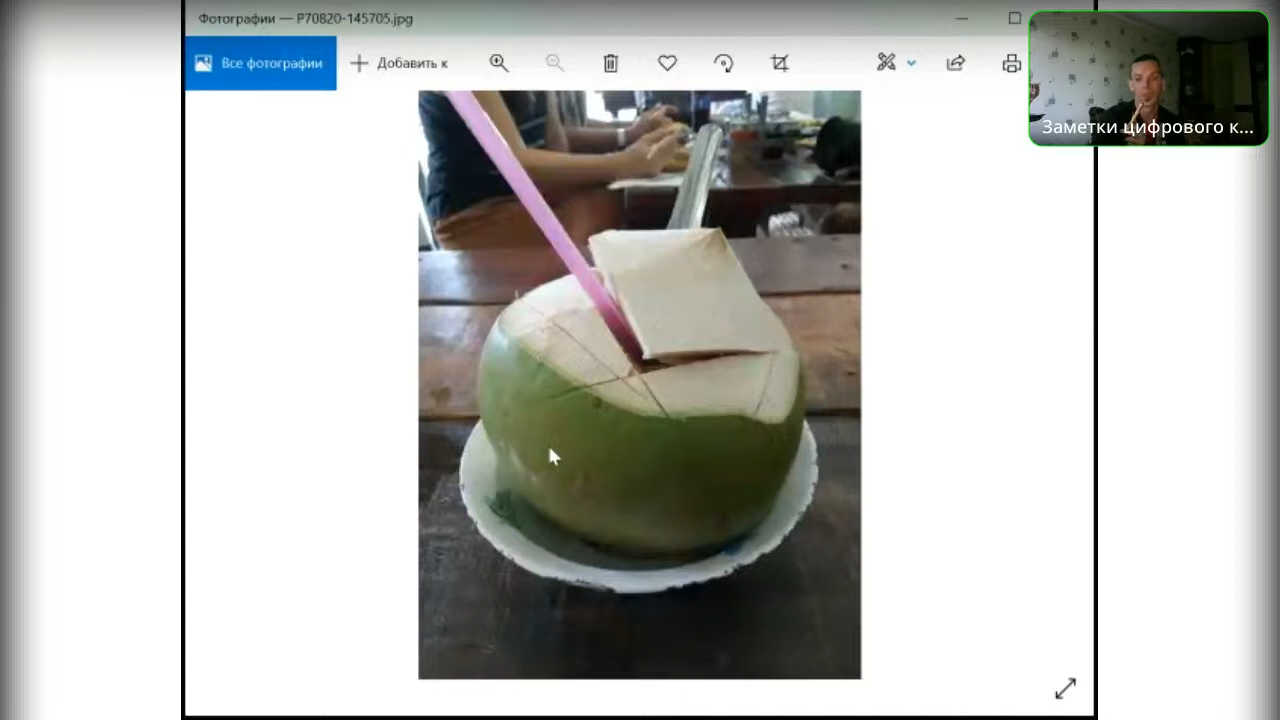 Фотографии — P70820-145705.jpg
Все фотографии
Добавить к
Заметки цифрового к...